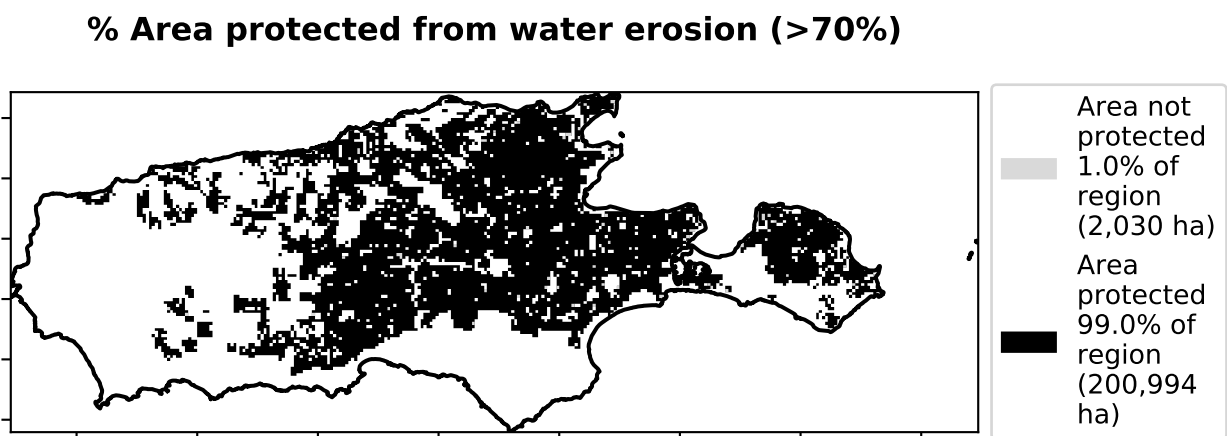 % Area protected from water erosion (>70%)
Area not
protected
1.0% of
region
(2,030 ha)
Area
protected
99.0% of
region
(200,994
ha)